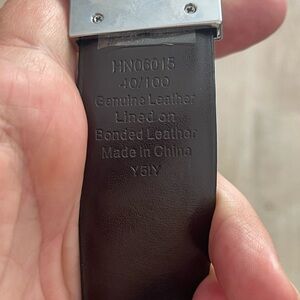 HN06015
40/100
Genuine Leather
Lined on
Bonded Leather
Made in China
Y5IY